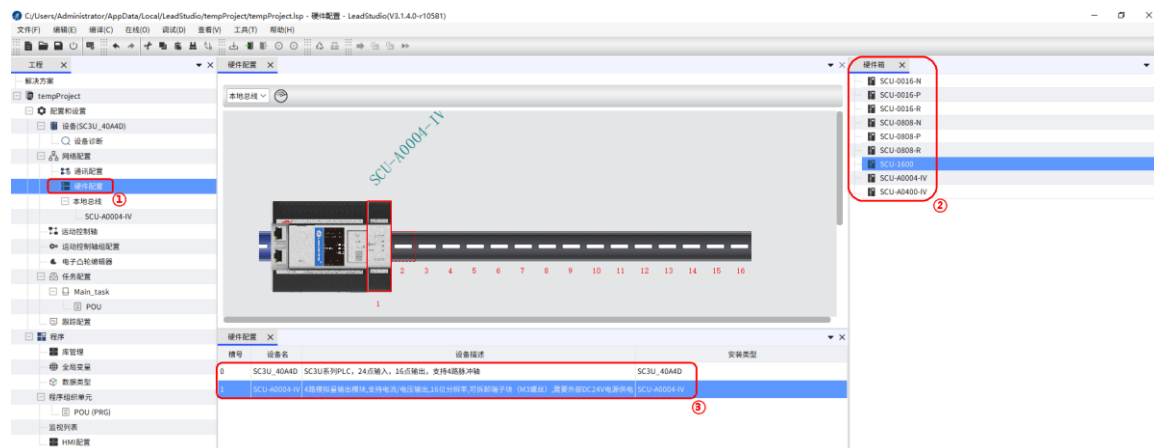 C:/Users/Administrator/AppData/Local/LeadStudio/tempProject/tempProject.lsp - 硬件配置 - LeadStudio(V3.1.4.0-r10581)
文件(F) 编辑(E) 编译(C) 在线(O) 调试(D) 查看(V) 工具(T) 帮助(H)
工程
解决方案
tempProject
配置和设置
设备(SC3U_40A4D)
设备诊断
网络配置
通讯配置
硬件配置
①
本地总线
SCU-A0004-IV
运动控制轴
运动控制轴组配置
电子凸轮编辑器
任务配置
Main_task
POU
跟踪配置
程序
库管理
全局变量
数据类型
程序组织单元
POU (PRG)
监视列表
HMI配置
硬件配置
本地总线
SCU-A0004-IV
2 3 4 5 6 7 8 9 10 11 12 13 14 15 16
1
硬件配置
槽号 设备名 设备描述 安装类型
0 SC3U_40A4D SC3U系列PLC，24点输入，16点输出，支持4路脉冲轴 SC3U_40A4D
1 SCU-A0004-IV 4路模拟量输出模块,支持电流/电压输出,16位分辨率,可拆卸端子块（M3螺丝）,需要外部DC24V电源供电 SCU-A0004-IV
③
硬件箱
SCU-0016-N
SCU-0016-P
SCU-0016-R
SCU-0808-N
SCU-0808-P
SCU-0808-R
SCU-1600
SCU-A0004-IV
SCU-A0400-IV
②